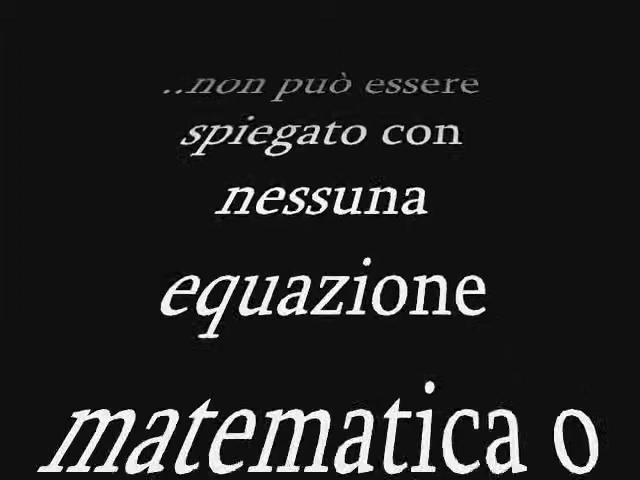 ..non può essere
spiegato con
nessuna
equazione
matematica o